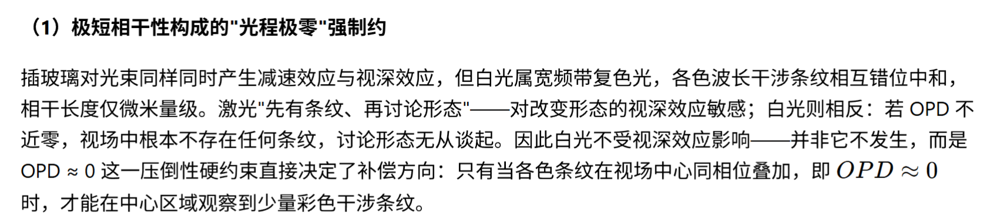 （1）极短相干性构成的"光程极零"强制约
插玻璃对光束同样同时产生减速效应与视深效应，但白光属宽频带复色光，各色波长干涉条纹相互错位中和，
相干长度仅微米量级。激光"先有条纹、再讨论形态"——对改变形态的视深效应敏感；白光则相反：若 OPD 不
近零，视场中根本不存在任何条纹，讨论形态无从谈起。因此白光不受视深效应影响——并非它不发生，而是
OPD ≈ 0 这一压倒性硬约束直接决定了补偿方向：只有当各色条纹在视场中心同相位叠加，即 OPD ≈ 0
时，才能在中心区域观察到少量彩色干涉条纹。